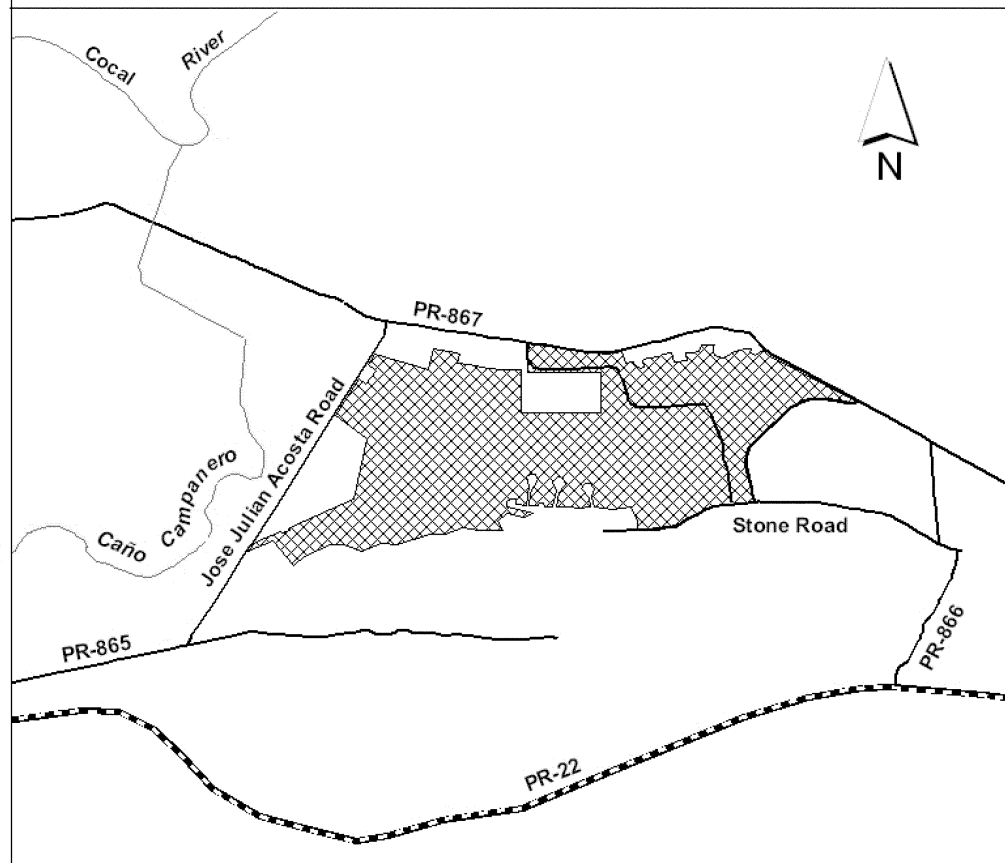 Cocal
River
N
PR-867
Jose Julian Acosta Road
Caño
Campanero
Stone Road
PR-865
PR-866
PR-22